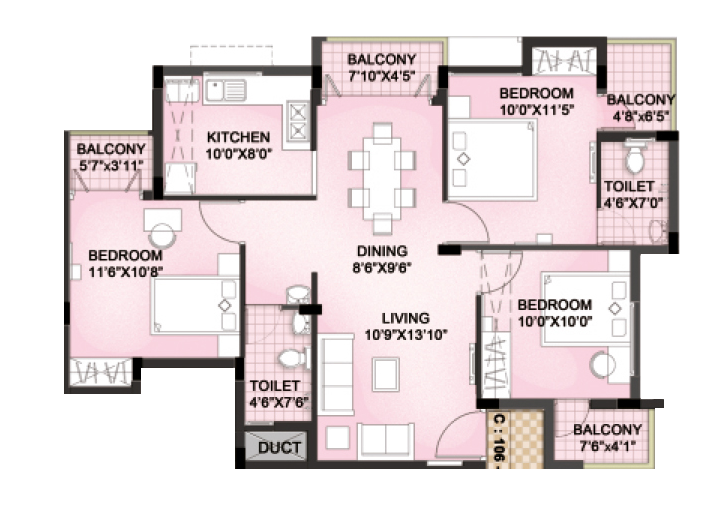 BALCONY
7'10"X4'5"
BEDROOM
10'0"X11'5"
BALCONY
4'8"x6'5"
KITCHEN
10'0"X8'0"
BALCONY
5'7"x3'11"
TOILET
4'6"X7'0"
DINING
8'6"X9'6"
BEDROOM
11'6"X10'8"
BEDROOM
10'0"X10'0"
LIVING
10'9"X13'10"
TOILET
4'6"X7'6"
BALCONY
7'6"x4'1"
DUCT
C : 106 -